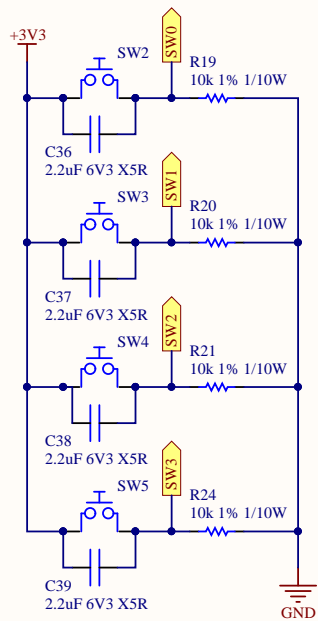 +3V3
SW2
SW0
R19
10k 1% 1/10W
C36
2.2uF 6V3 X5R
SW3
SW1
R20
10k 1% 1/10W
C37
2.2uF 6V3 X5R
SW4
SW2
R21
10k 1% 1/10W
C38
2.2uF 6V3 X5R
SW5
SW3
R24
10k 1% 1/10W
C39
2.2uF 6V3 X5R
GND